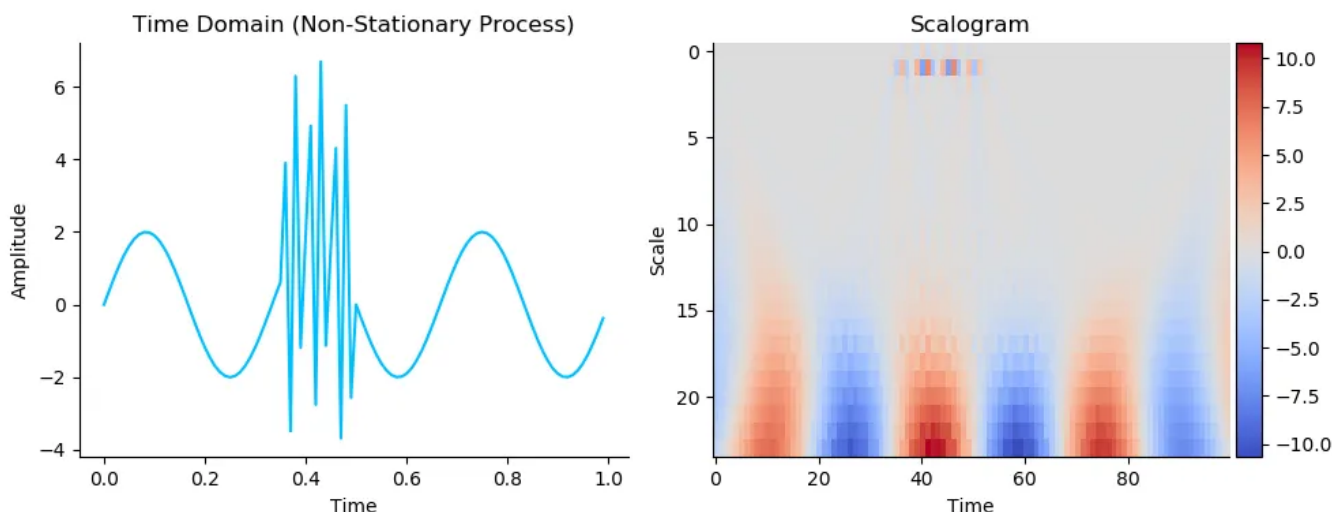 Time Domain (Non-Stationary Process)
Amplitude
6
4
2
0
−2
−4
0.0 0.2 0.4 0.6 0.8 1.0
Time
Scalogram
Scale
0
5
10
15
20
0 20 40 60 80
Time
10.0
7.5
5.0
2.5
0.0
−2.5
−5.0
−7.5
−10.0